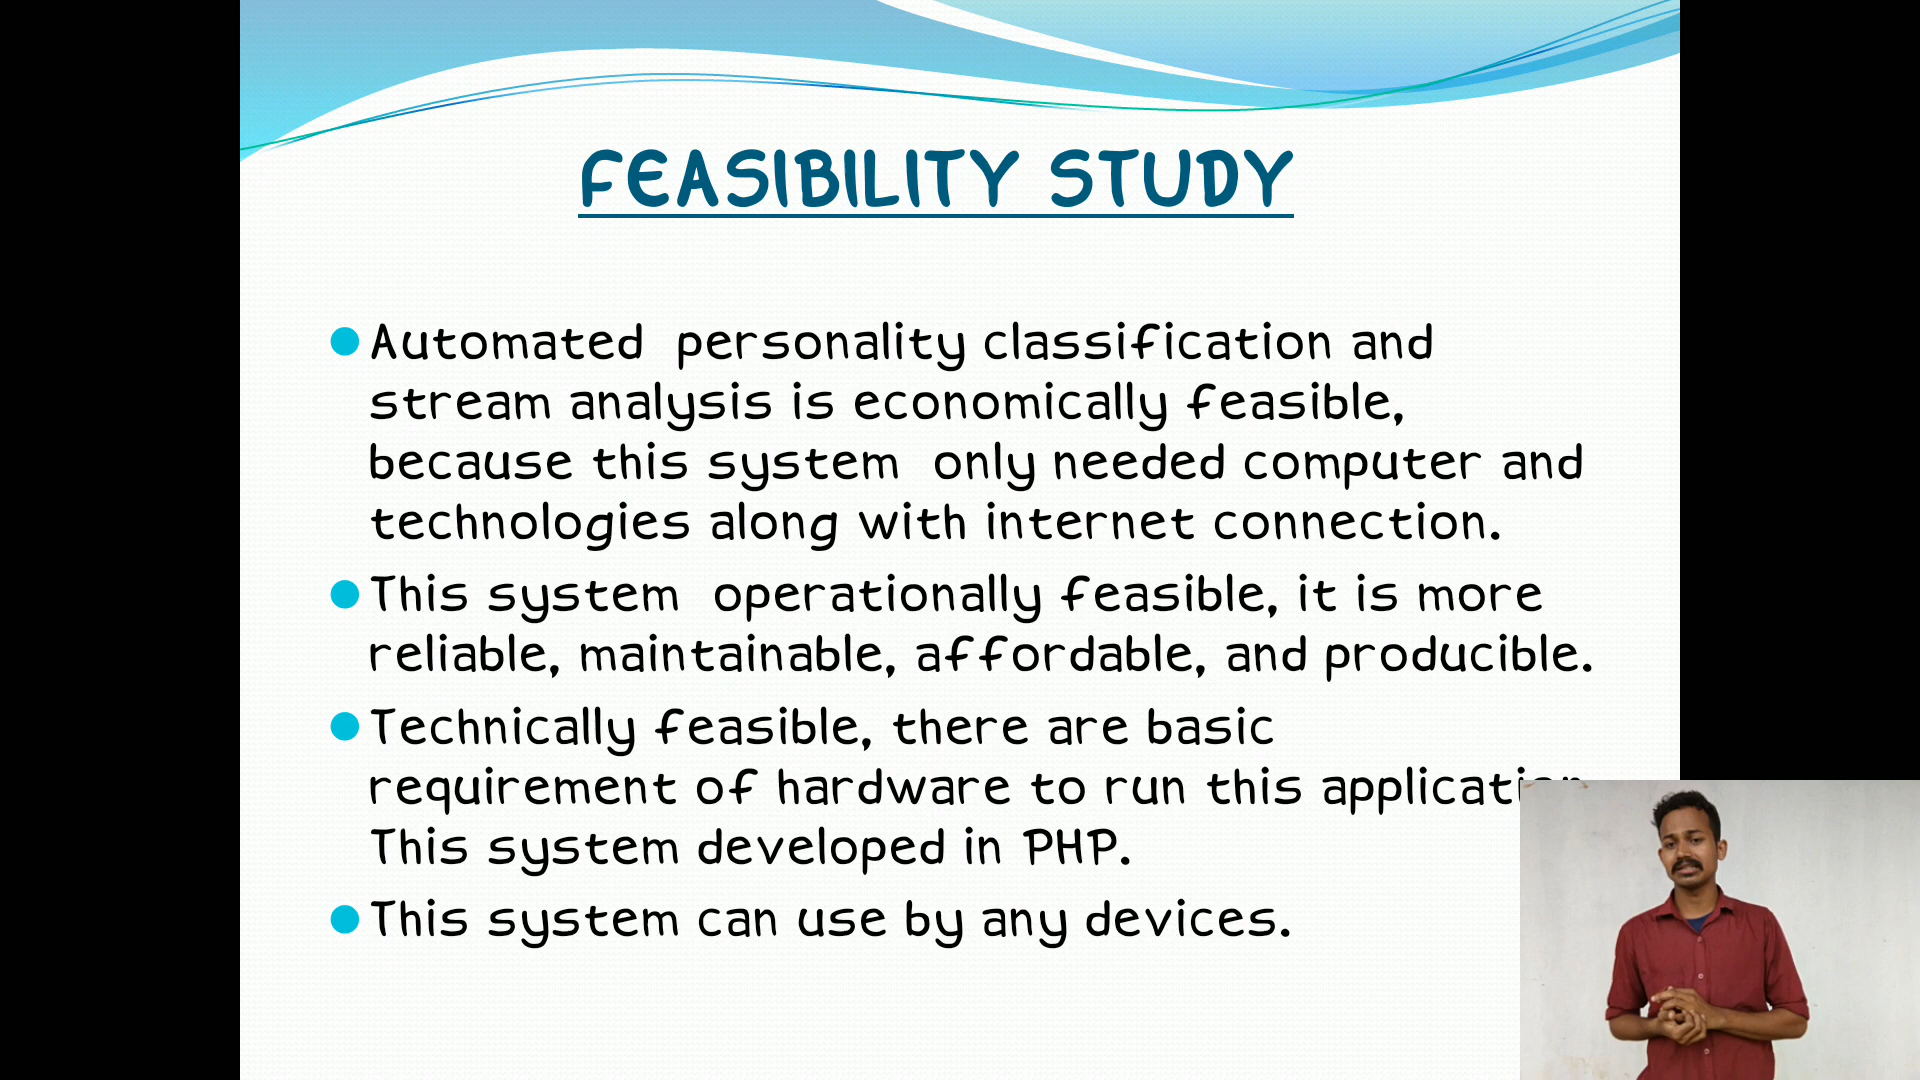 FEASIBILITY STUDY
Automated personality classification and
stream analysis is economically feasible,
because this system only needed computer and
technologies along with internet connection.
This system operationally feasible, it is more
reliable, maintainable, affordable, and producible.
Technically feasible, there are basic
requirement of hardware to run this application
This system developed in PHP.
This system can use by any devices.